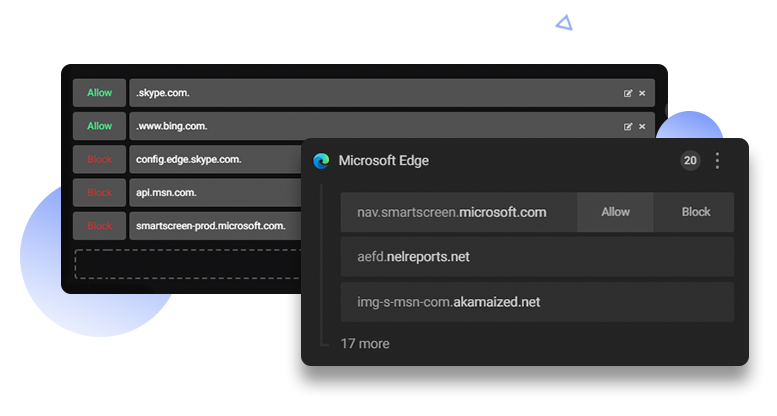 Allow .skype.com.
Allow .www.bing.com.
Block config.edge.skype.com.
Block api.msn.com.
Block smartscreen-prod.microsoft.com.
Microsoft Edge 20
nav.smartscreen.microsoft.com Allow Block
aefd.nelreports.net
img-s-msn-com.akamaized.net
17 more